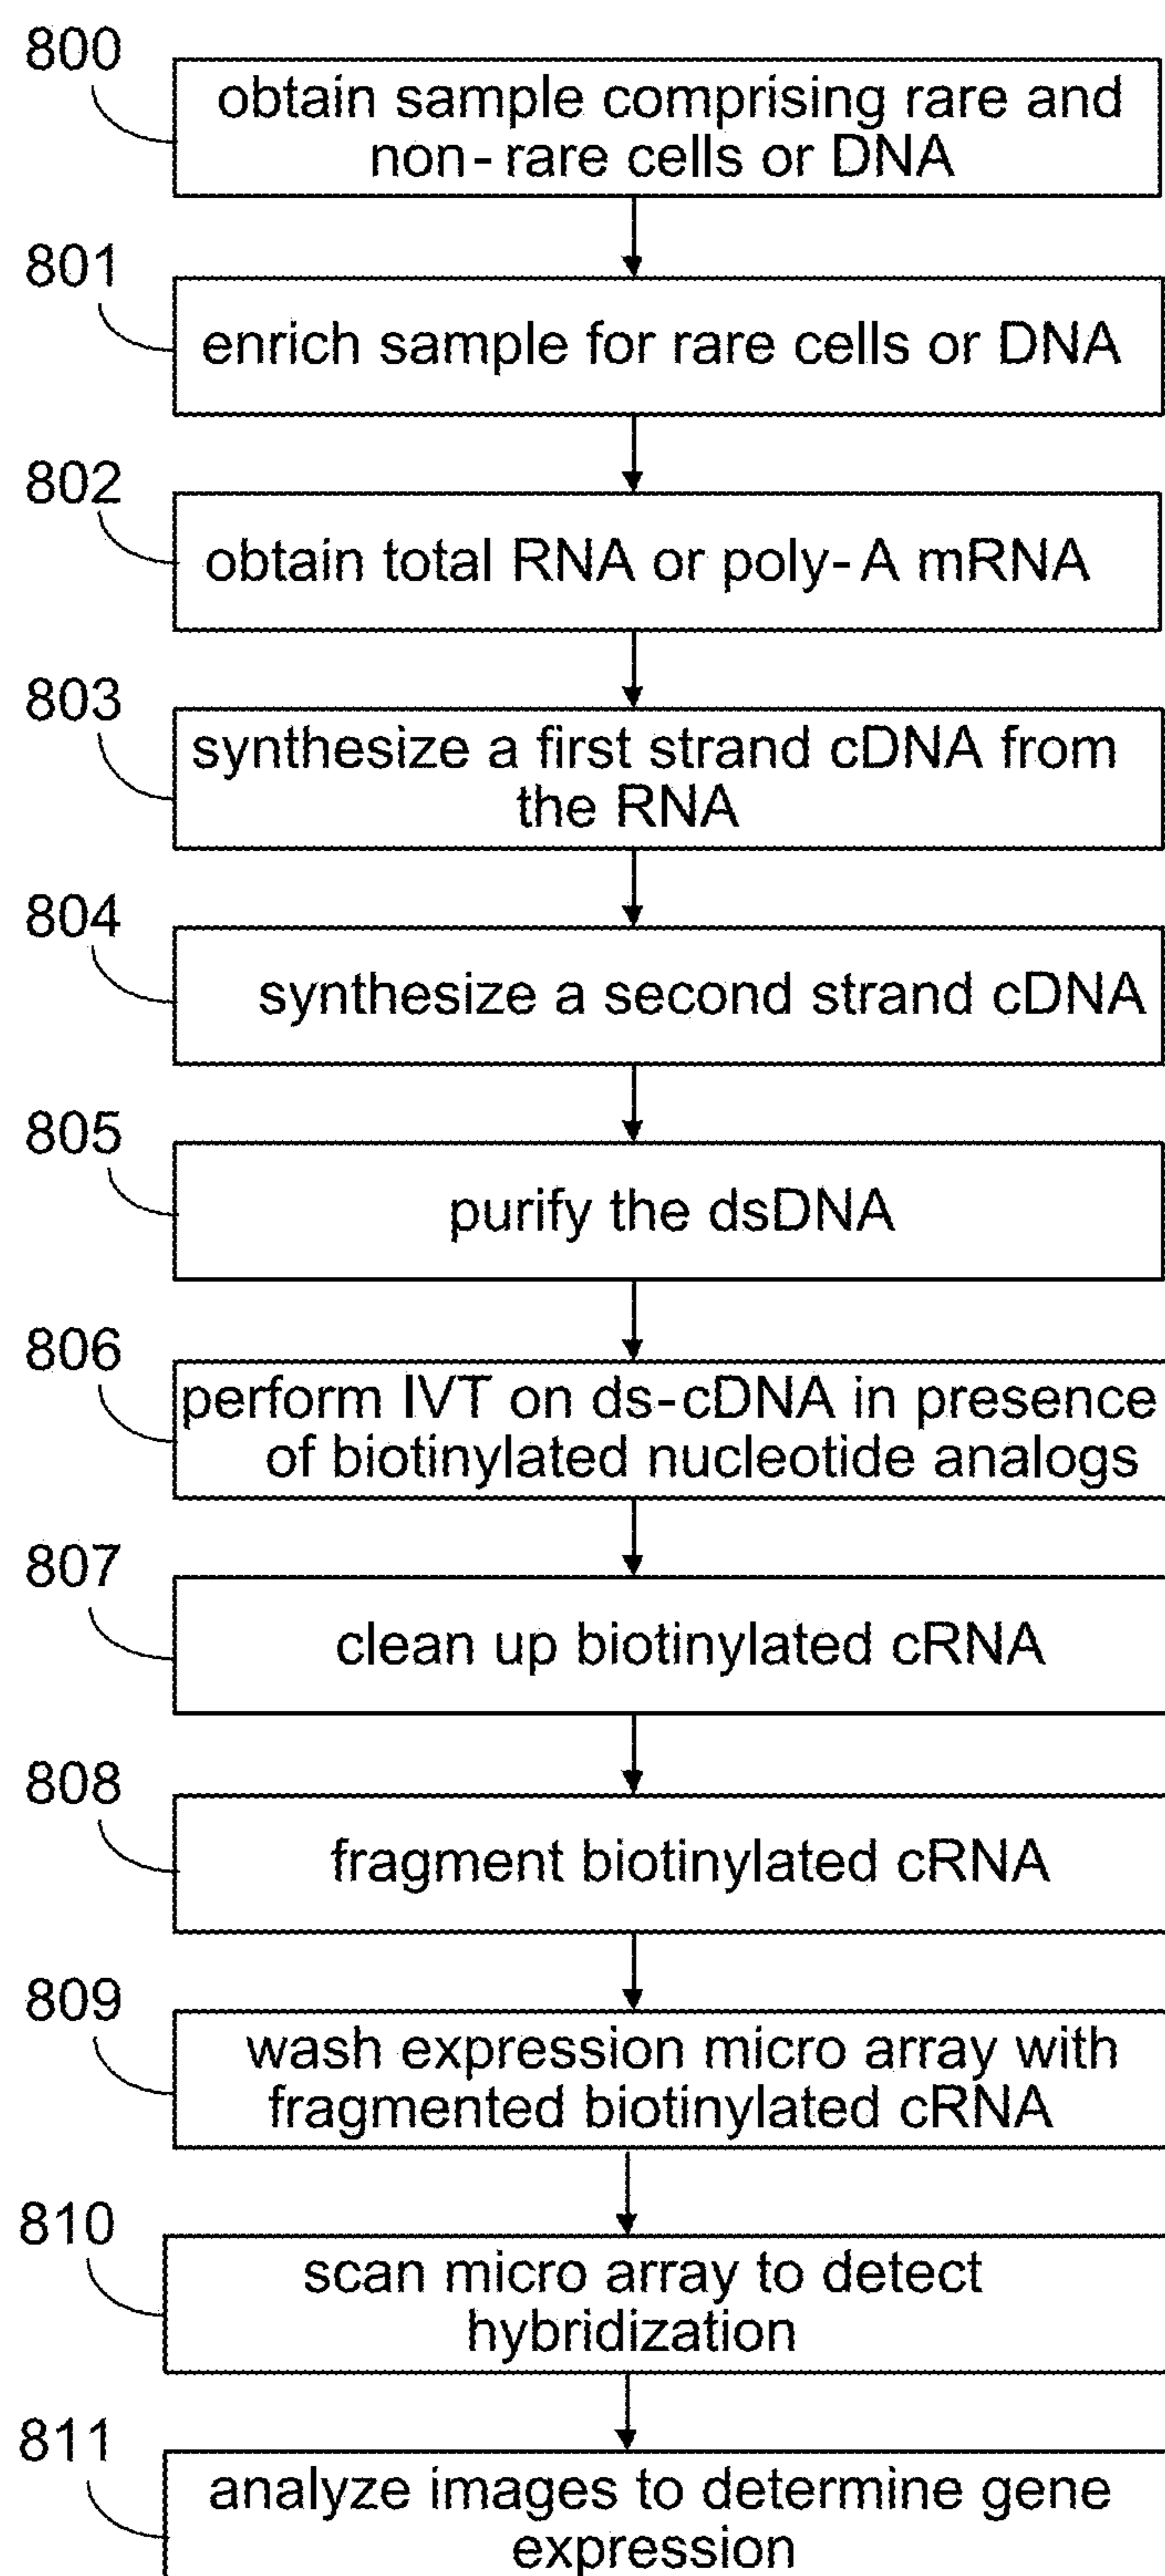 800
obtain sample comprising rare and
non-rare cells or DNA
801
enrich sample for rare cells or DNA
802
obtain total RNA or poly-A mRNA
803
synthesize a first strand cDNA from
the RNA
804
synthesize a second strand cDNA
805
purify the dsDNA
806
perform IVT on ds-cDNA in presence
of biotinylated nucleotide analogs
807
clean up biotinylated cRNA
808
fragment biotinylated cRNA
809
wash expression micro array with
fragmented biotinylated cRNA
810
scan micro array to detect
hybridization
811
analyze images to determine gene
expression